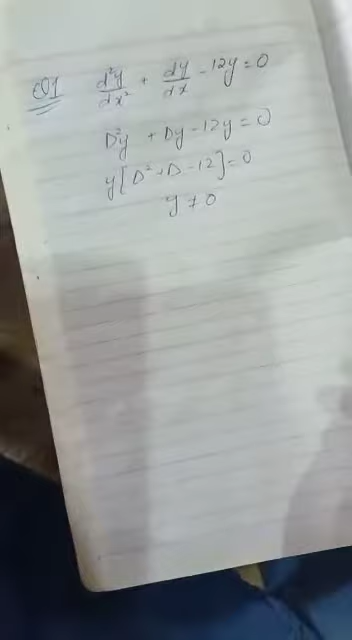 Q1 d²y/dx² + dy/dx - 12y = 0
D²y + Dy - 12y = 0
y[D² + D - 12] = 0
y ≠ 0